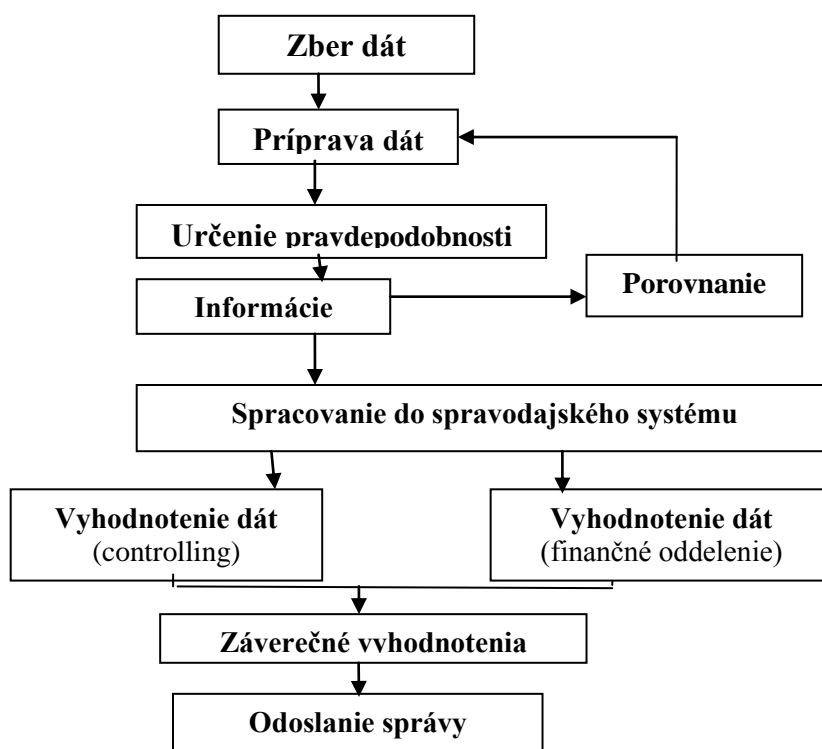 Zber dát
Príprava dát
Určenie pravdepodobnosti
Informácie
Porovnanie
Spracovanie do spravodajského systému
Vyhodnotenie dát
(controlling)
Vyhodnotenie dát
(finančné oddelenie)
Záverečné vyhodnotenia
Odoslanie správy